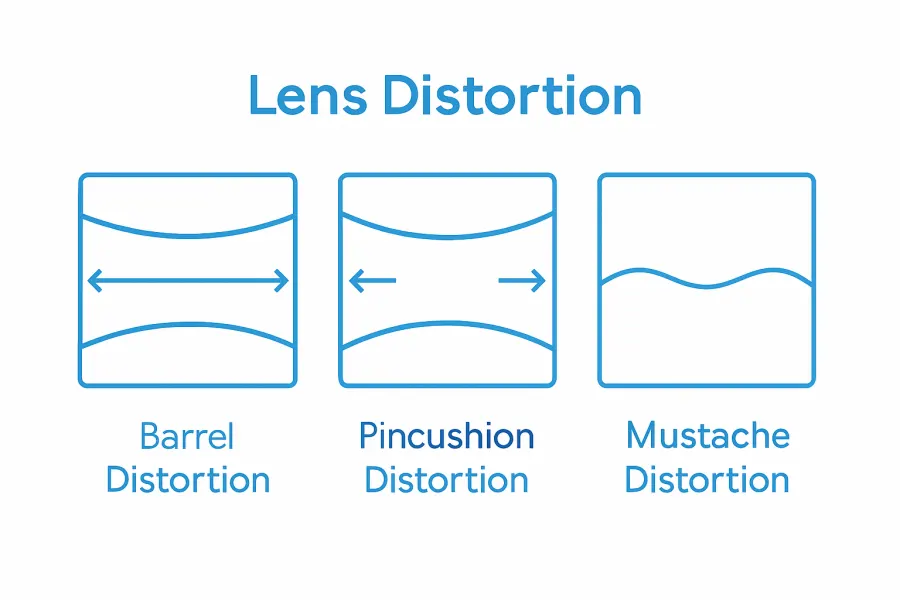 Lens Distortion
Barrel
Distortion
Pincushion
Distortion
Mustache
Distortion